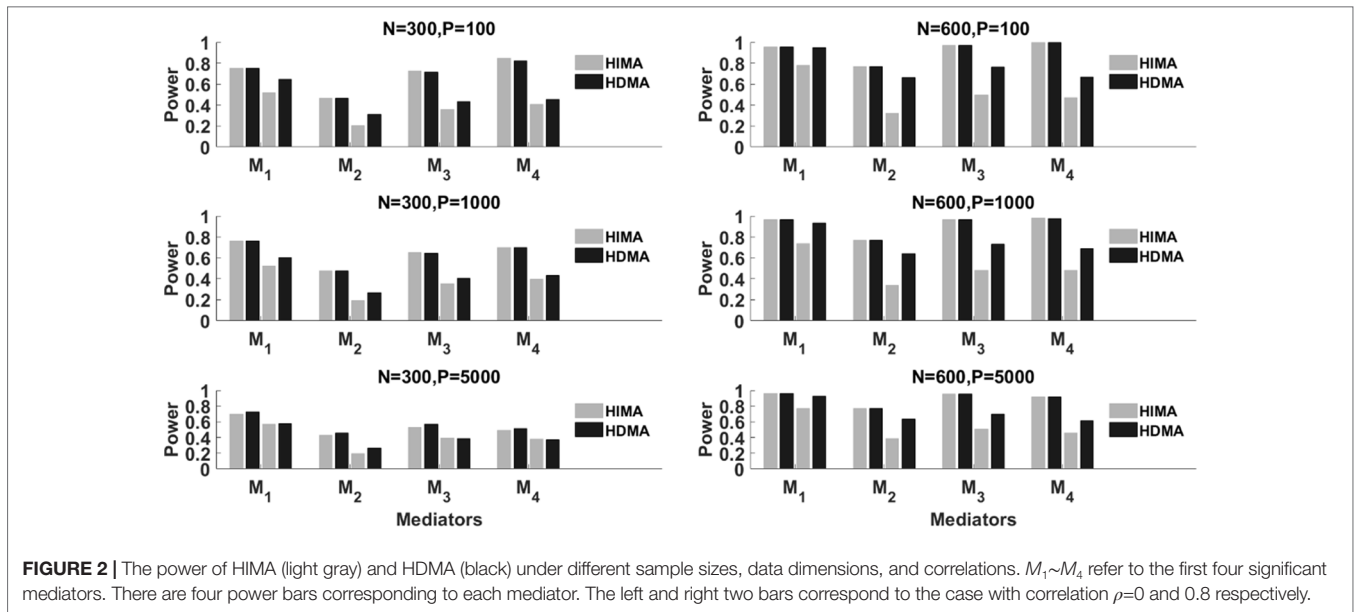 N=300,P=100
1
0.8
0.6
0.4
0.2
0
Power
M1
M2
M3
M4
HIMA
HDMA
N=600,P=100
1
0.8
0.6
0.4
0.2
0
Power
M1
M2
M3
M4
HIMA
HDMA
N=300,P=1000
1
0.8
0.6
0.4
0.2
0
Power
M1
M2
M3
M4
HIMA
HDMA
N=600,P=1000
1
0.8
0.6
0.4
0.2
0
Power
M1
M2
M3
M4
HIMA
HDMA
N=300,P=5000
1
0.8
0.6
0.4
0.2
0
Power
M1
M2
M3
M4
Mediators
HIMA
HDMA
N=600,P=5000
1
0.8
0.6
0.4
0.2
0
Power
M1
M2
M3
M4
Mediators
HIMA
HDMA
FIGURE 2 | The power of HIMA (light gray) and HDMA (black) under different sample sizes, data dimensions, and correlations. M1~M4 refer to the first four significant
mediators. There are four power bars corresponding to each mediator. The left and right two bars correspond to the case with correlation ρ=0 and 0.8 respectively.